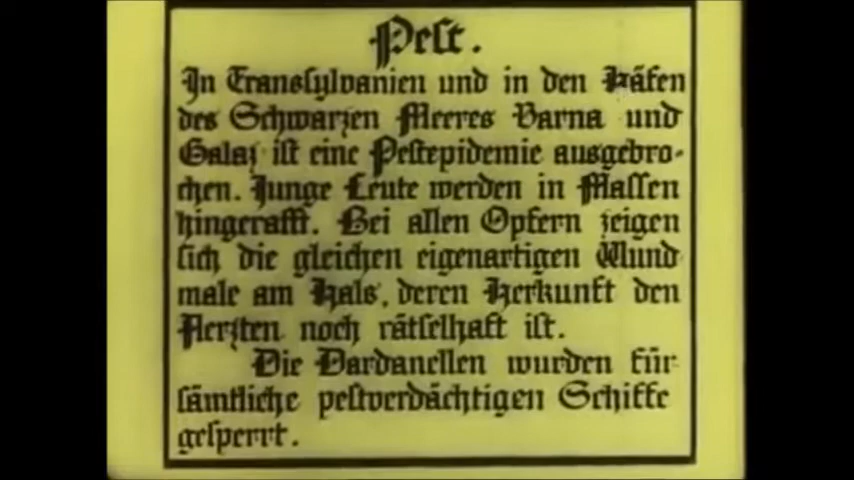 Pest.
In Transsylvanien und in den Häfen
des Schwarzen Meeres Varna und
Galaz ist eine Pestepidemie ausgebro-
chen. Junge Leute werden in Massen
hingerafft. Bei allen Opfern zeigen
sich die gleichen eigenartigen Wund-
male am Hals, deren Herkunft den
Aerzten noch rätselhaft ist.
Die Dardanellen wurden für
sämtliche pestverdächtigen Schiffe
gesperrt.